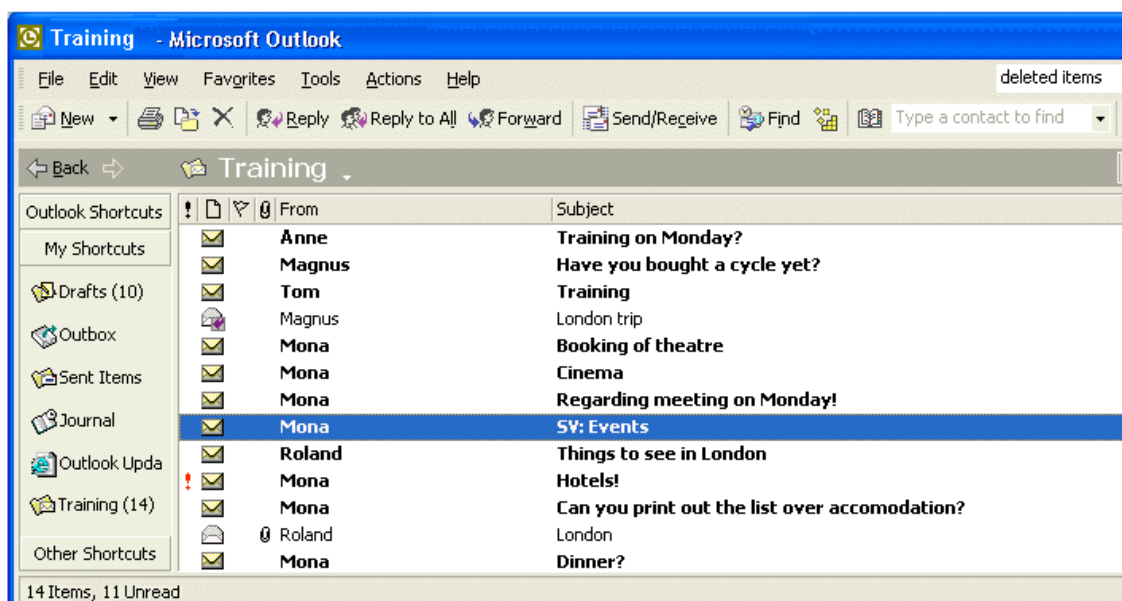 Training - Microsoft Outlook
File Edit View Favorites Tools Actions Help deleted items
New Reply Reply to All Forward Send/Receive Find Type a contact to find
Back Training
Outlook Shortcuts ! From Subject
My Shortcuts
Drafts (10)
Outbox
Sent Items
Journal
Outlook Upda
Training (14)
Other Shortcuts
Anne Training on Monday?
Magnus Have you bought a cycle yet?
Tom Training
Magnus London trip
Mona Booking of theatre
Mona Cinema
Mona Regarding meeting on Monday!
Mona SV: Events
Roland Things to see in London
! Mona Hotels!
Mona Can you print out the list over accomodation?
Roland London
Mona Dinner?
14 Items, 11 Unread